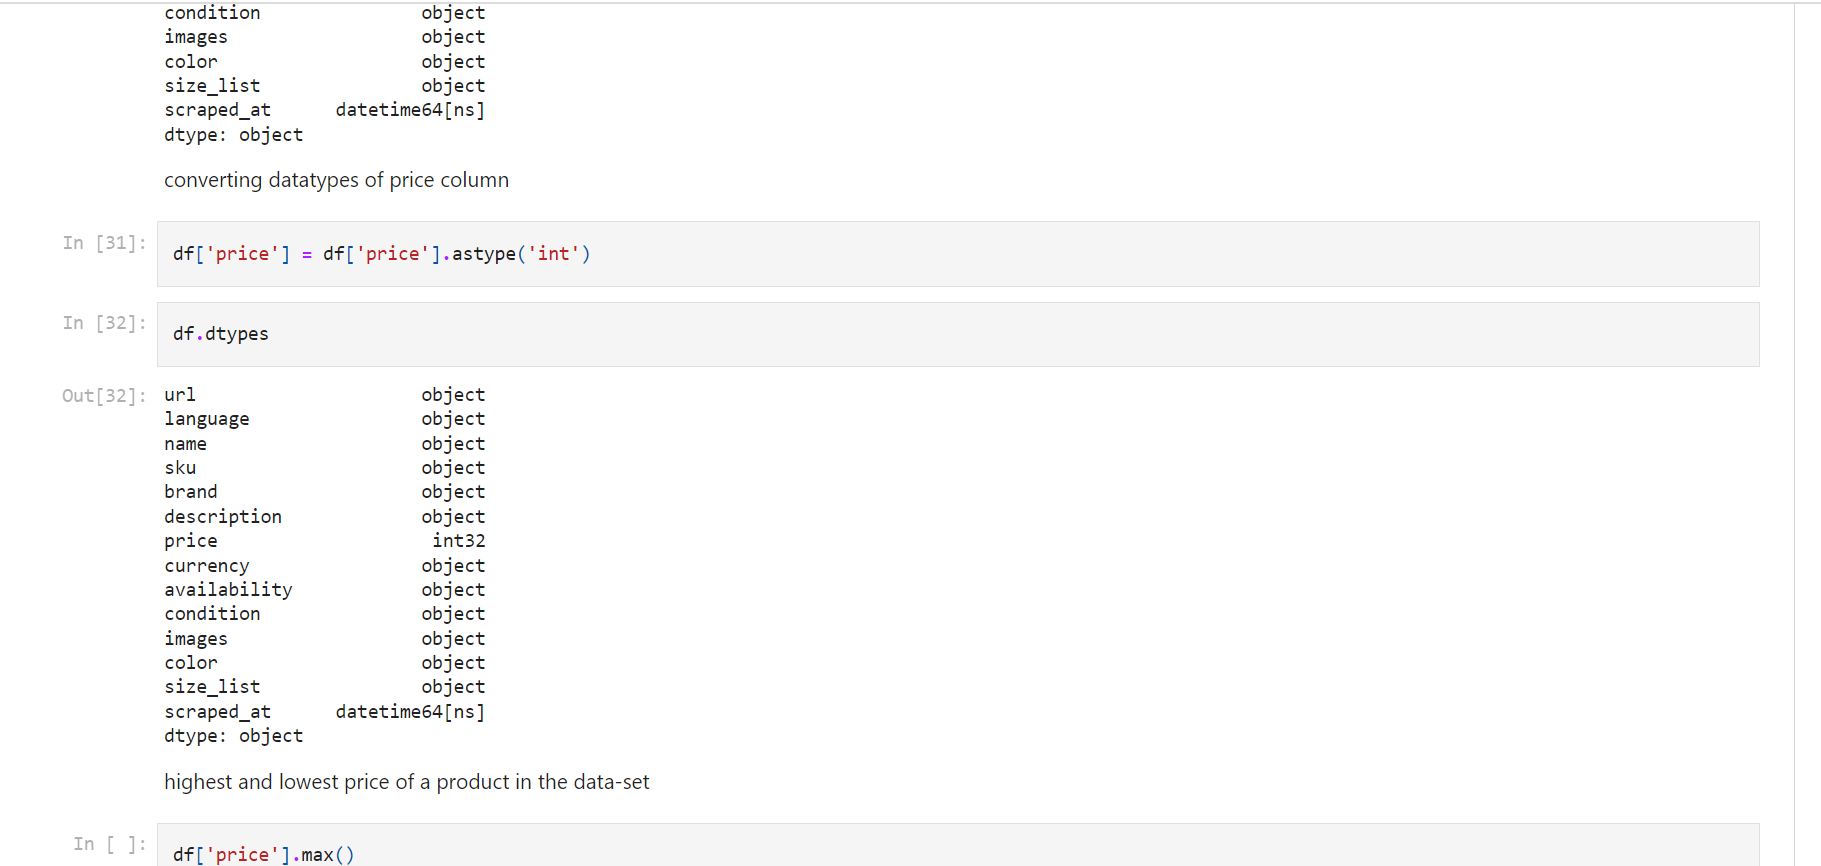 condition object
images object
color object
size_list object
scraped_at datetime64[ns]
dtype: object
converting datatypes of price column
In [31]: df['price'] = df['price'].astype('int')
In [32]: df.dtypes
Out[32]: url object
language object
name object
sku object
brand object
description object
price int32
currency object
availability object
condition object
images object
color object
size_list object
scraped_at datetime64[ns]
dtype: object
highest and lowest price of a product in the data-set
In [ ]: df['price'].max()